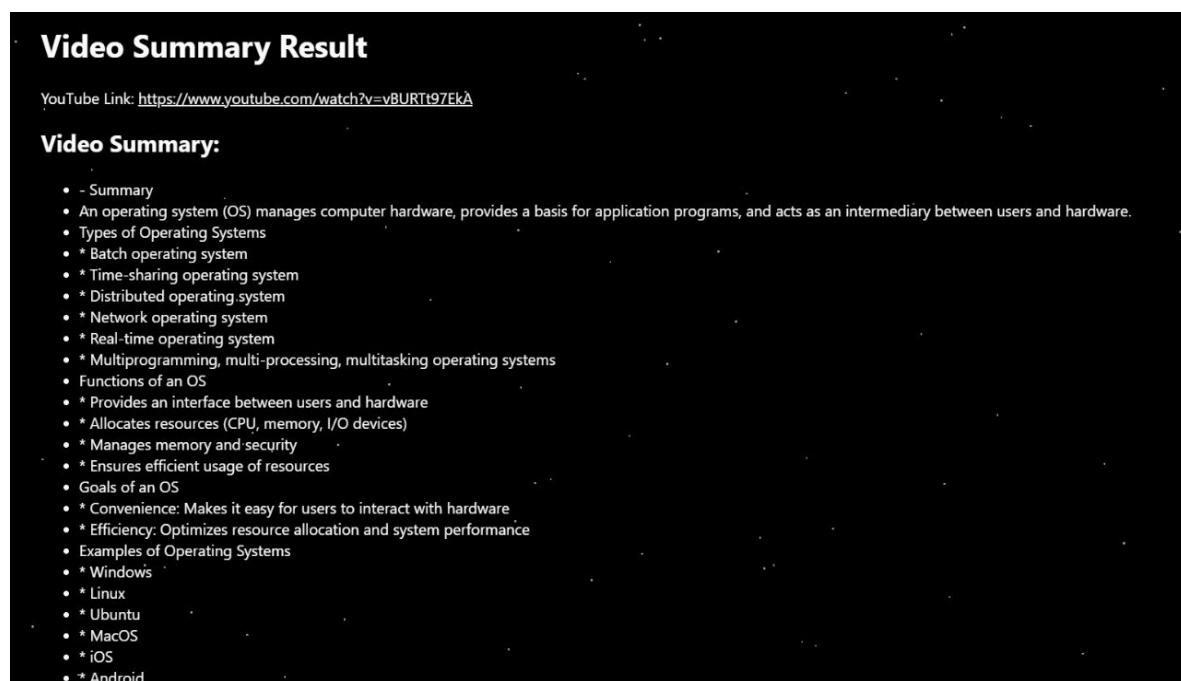 Video Summary Result
YouTube Link: https://www.youtube.com/watch?v=vBURTt97EkA
Video Summary:
• - Summary
• An operating system (OS) manages computer hardware, provides a basis for application programs, and acts as an intermediary between users and hardware.
• Types of Operating Systems
• * Batch operating system
• * Time-sharing operating system
• * Distributed operating system
• * Network operating system
• * Real-time operating system
• * Multiprogramming, multi-processing, multitasking operating systems
• Functions of an OS
• * Provides an interface between users and hardware
• * Allocates resources (CPU, memory, I/O devices)
• * Manages memory and security
• * Ensures efficient usage of resources
• Goals of an OS
• * Convenience: Makes it easy for users to interact with hardware
• * Efficiency: Optimizes resource allocation and system performance
• Examples of Operating Systems
• * Windows
• * Linux
• * Ubuntu
• * MacOS
• * iOS
• * Android